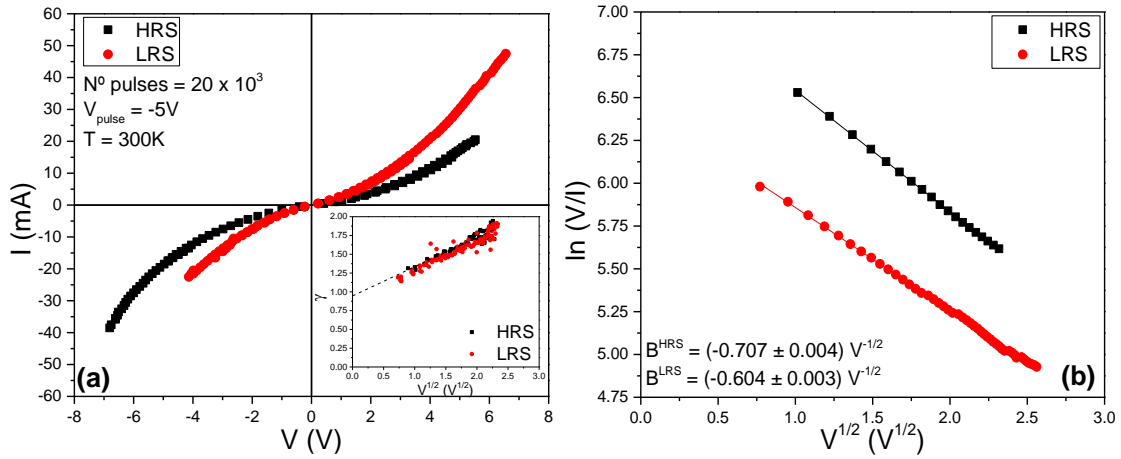 60
50
40
30
20
10
0
-10
-20
-30
-40
-50
-60
I (mA)
HRS
LRS
Nº pulses = 20 x 10³
V_pulse = -5V
T = 300K
(a)
-8 -6 -4 -2 0 2 4 6 8
V (V)
2.00
1.75
1.50
1.25
1.00
0.75
0.50
0.25
0.00
γ
HRS
LRS
0.0 0.5 1.0 1.5 2.0 2.5 3.0
V^1/2 (V^1/2)
7.00
6.50
6.25
6.00
5.75
5.50
5.25
5.00
4.75
ln (V/I)
HRS
LRS
B^HRS = (-0.707 ± 0.004) V^-1/2
B^LRS = (-0.604 ± 0.003) V^-1/2
(b)
0.0 1.0 1.5 2.0 2.5 3.0
V^1/2 (V^1/2)